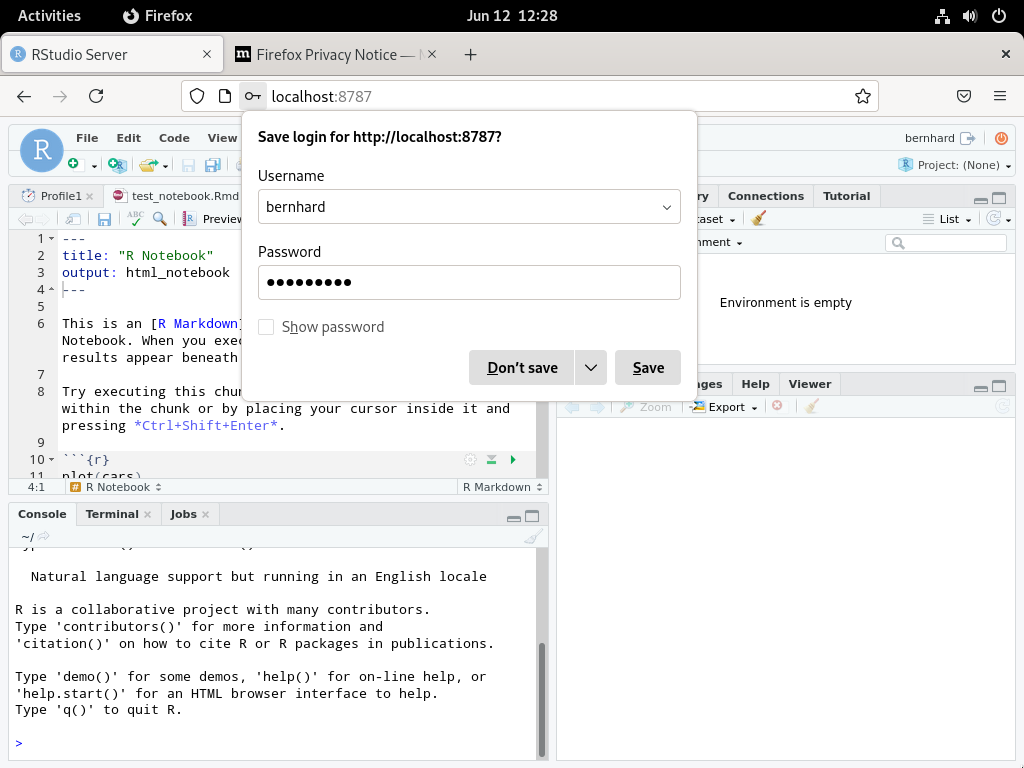 Activities
Firefox
Jun 12 12:28
RStudio Server
Firefox Privacy Notice —
localhost:8787
Save login for http://localhost:8787?
Username
bernhard
Password
●●●●●●●●●
Show password
Don't save
Save
R
File Edit Code View
bernhard
Project: (None)
Profile1
test_notebook.Rmd
Connections
Tutorial
ABC
Preview
List
1 ---
2 title: "R Notebook"
3 output: html_notebook
4 ---
5
6 This is an [R Markdown]
Notebook. When you
results appear beneath
7
8 Try executing this
within the chunk or by placing your cursor inside it and
pressing *Ctrl+Shift+Enter*.
9
10 ```{r}
11 plot(cars)
4:1
R Notebook
R Markdown
Environment is empty
Help
Viewer
Zoom
Export
Console
Terminal
Jobs
~/
Natural language support but running in an English locale
R is a collaborative project with many contributors.
Type 'contributors()' for more information and
'citation()' on how to cite R or R packages in publications.
Type 'demo()' for some demos, 'help()' for on-line help, or
'help.start()' for an HTML browser interface to help.
Type 'q()' to quit R.
>